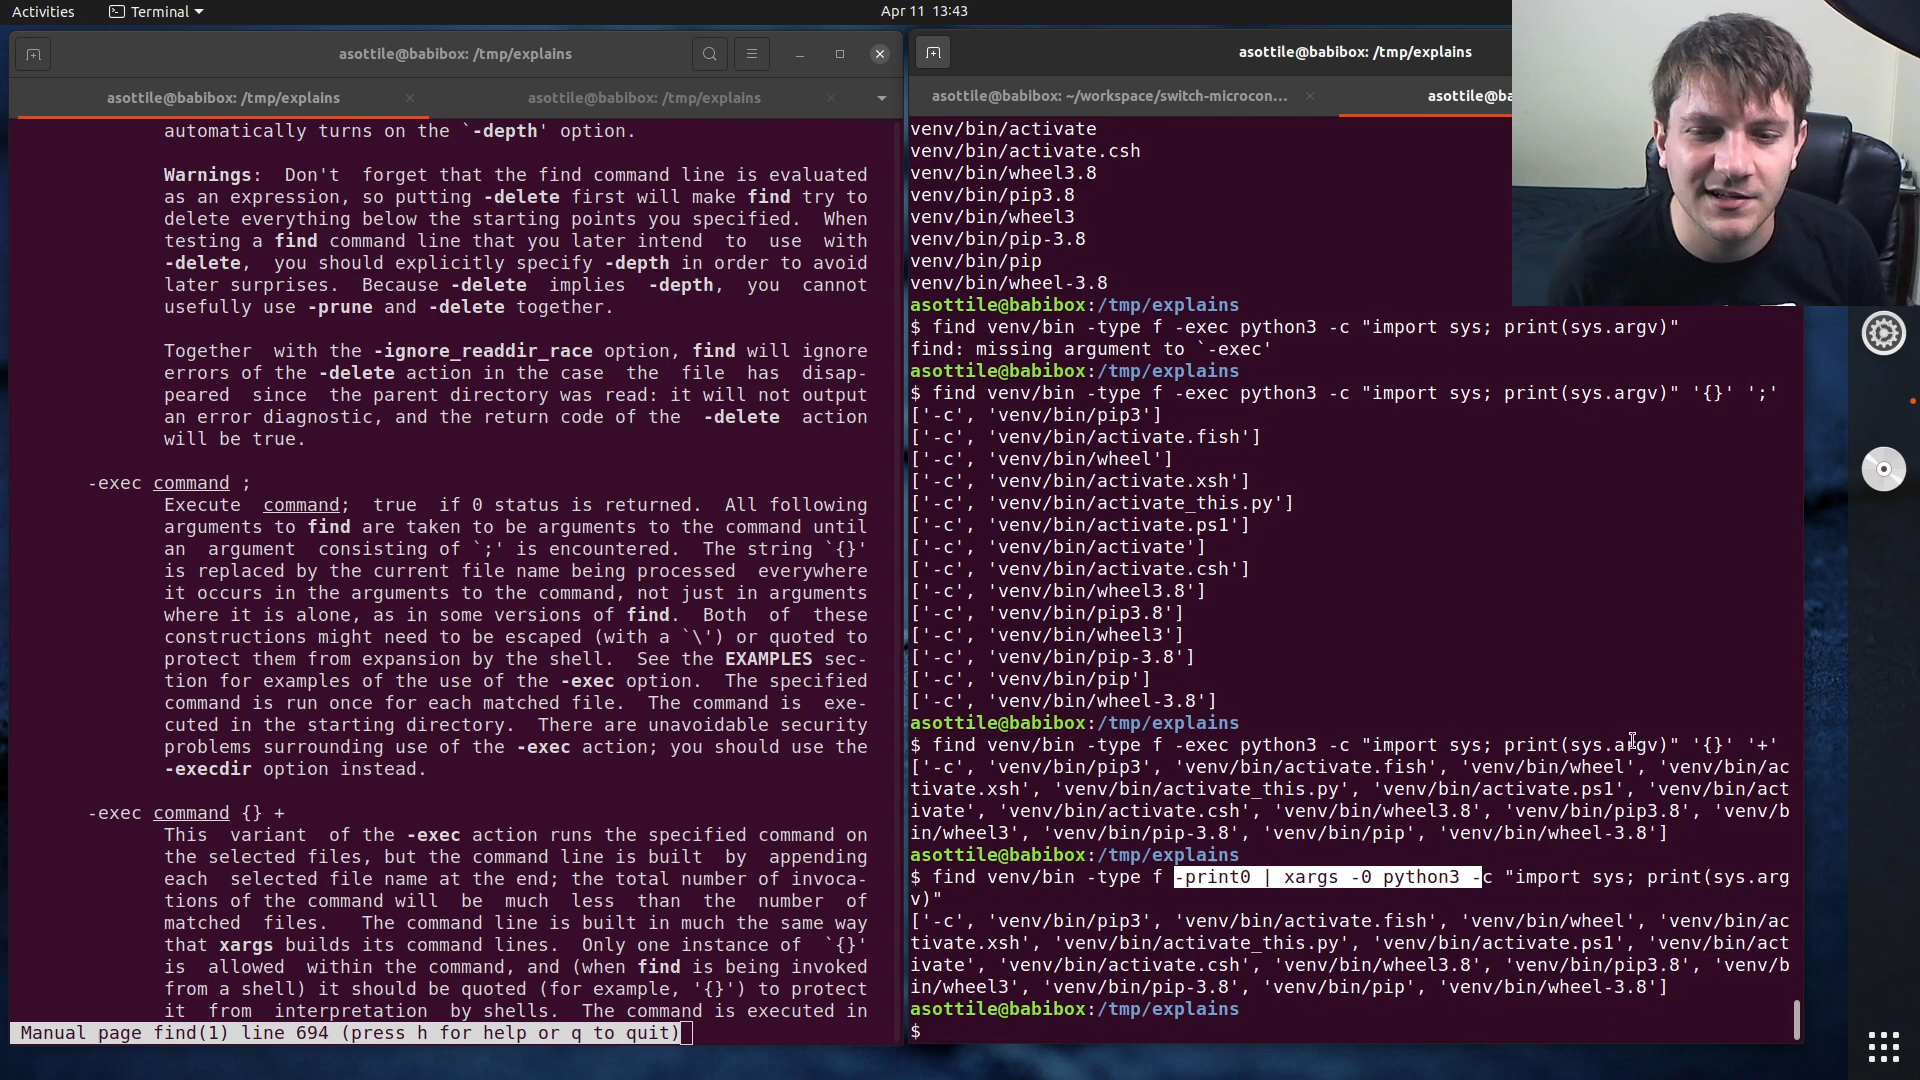 Activities
Terminal
Apr 11 13:43
asottile@babibox: /tmp/explains
asottile@babibox: /tmp/explains
asottile@babibox: /tmp/explains
automatically turns on the `-depth' option.
Warnings: Don't forget that the find command line is evaluated
as an expression, so putting -delete first will make find try to
delete everything below the starting points you specified. When
testing a find command line that you later intend to use with
-delete, you should explicitly specify -depth in order to avoid
later surprises. Because -delete implies -depth, you cannot
usefully use -prune and -delete together.
Together with the -ignore_readdir_race option, find will ignore
errors of the -delete action in the case the file has disap-
peared since the parent directory was read: it will not output
an error diagnostic, and the return code of the -delete action
will be true.
-exec command ;
Execute command; true if 0 status is returned. All following
arguments to find are taken to be arguments to the command until
an argument consisting of `;' is encountered. The string `{}'
is replaced by the current file name being processed everywhere
it occurs in the arguments to the command, not just in arguments
where it is alone, as in some versions of find. Both of these
constructions might need to be escaped (with a `\') or quoted to
protect them from expansion by the shell. See the EXAMPLES sec-
tion for examples of the use of the -exec option. The specified
command is run once for each matched file. The command is exe-
cuted in the starting directory. There are unavoidable security
problems surrounding use of the -exec action; you should use the
-execdir option instead.
-exec command {} +
This variant of the -exec action runs the specified command on
the selected files, but the command line is built by appending
each selected file name at the end; the total number of invoca-
tions of the command will be much less than the number of
matched files. The command line is built in much the same way
that xargs builds its command lines. Only one instance of `{}'
is allowed within the command, and (when find is being invoked
from a shell) it should be quoted (for example, '{}') to protect
it from interpretation by shells. The command is executed in
Manual page find(1) line 694 (press h for help or q to quit)
asottile@babibox: /tmp/explains
asottile@babibox: ~/workspace/switch-microcon...
asottile@ba
venv/bin/activate
venv/bin/activate.csh
venv/bin/wheel3.8
venv/bin/pip3.8
venv/bin/wheel3
venv/bin/pip-3.8
venv/bin/pip
venv/bin/wheel-3.8
asottile@babibox:/tmp/explains
$ find venv/bin -type f -exec python3 -c "import sys; print(sys.argv)"
find: missing argument to `-exec'
asottile@babibox:/tmp/explains
$ find venv/bin -type f -exec python3 -c "import sys; print(sys.argv)" '{}' ';'
['-c', 'venv/bin/pip3']
['-c', 'venv/bin/activate.fish']
['-c', 'venv/bin/wheel']
['-c', 'venv/bin/activate.xsh']
['-c', 'venv/bin/activate_this.py']
['-c', 'venv/bin/activate.ps1']
['-c', 'venv/bin/activate']
['-c', 'venv/bin/activate.csh']
['-c', 'venv/bin/wheel3.8']
['-c', 'venv/bin/pip3.8']
['-c', 'venv/bin/wheel3']
['-c', 'venv/bin/pip-3.8']
['-c', 'venv/bin/pip']
['-c', 'venv/bin/wheel-3.8']
asottile@babibox:/tmp/explains
$ find venv/bin -type f -exec python3 -c "import sys; print(sys.argv)" '{}' '+'
['-c', 'venv/bin/pip3', 'venv/bin/activate.fish', 'venv/bin/wheel', 'venv/bin/ac
tivate.xsh', 'venv/bin/activate_this.py', 'venv/bin/activate.ps1', 'venv/bin/act
ivate', 'venv/bin/activate.csh', 'venv/bin/wheel3.8', 'venv/bin/pip3.8', 'venv/b
in/wheel3', 'venv/bin/pip-3.8', 'venv/bin/pip', 'venv/bin/wheel-3.8']
asottile@babibox:/tmp/explains
$ find venv/bin -type f -print0 | xargs -0 python3 -c "import sys; print(sys.arg
v)"
['-c', 'venv/bin/pip3', 'venv/bin/activate.fish', 'venv/bin/wheel', 'venv/bin/ac
tivate.xsh', 'venv/bin/activate_this.py', 'venv/bin/activate.ps1', 'venv/bin/act
ivate', 'venv/bin/activate.csh', 'venv/bin/wheel3.8', 'venv/bin/pip3.8', 'venv/b
in/wheel3', 'venv/bin/pip-3.8', 'venv/bin/pip', 'venv/bin/wheel-3.8']
asottile@babibox:/tmp/explains
$